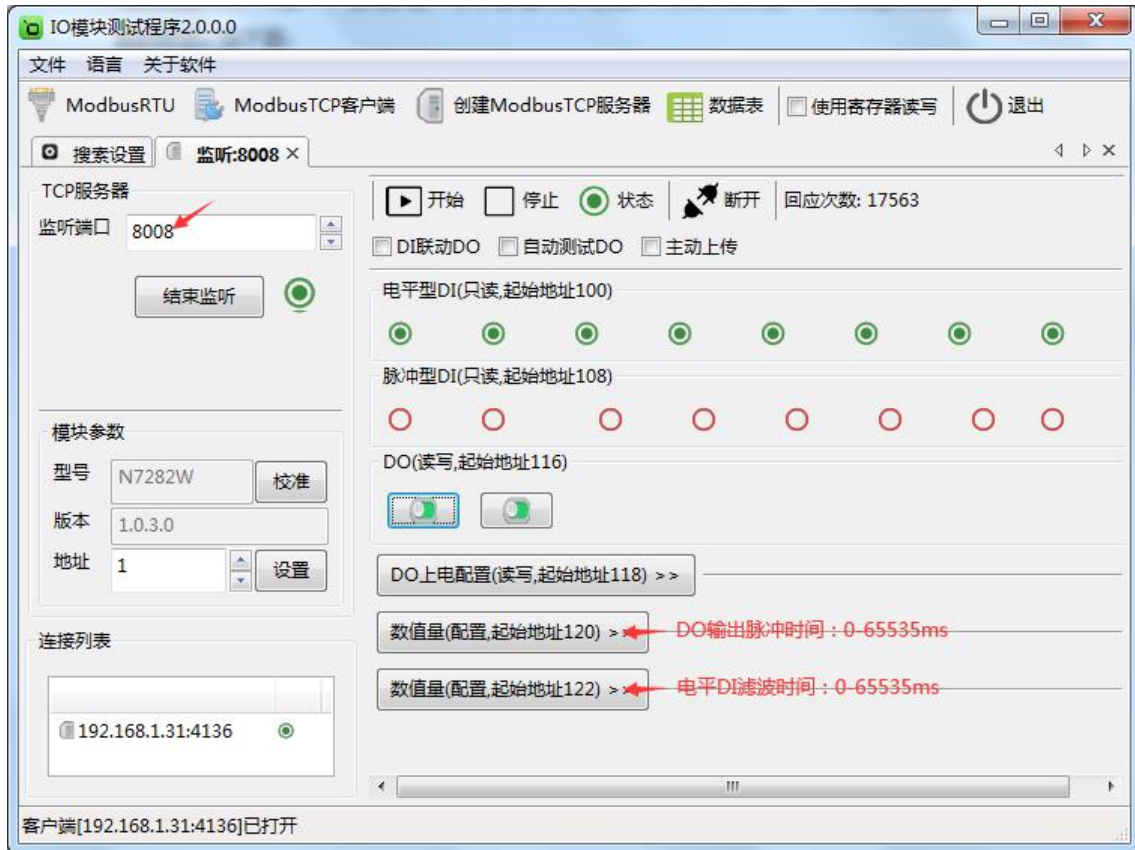 IO模块测试程序2.0.0.0
文件 语言 关于软件
ModbusRTU ModbusTCP客户端 创建ModbusTCP服务器 数据表 使用寄存器读写 退出
搜索设置 监听:8008
TCP服务器
监听端口 8008
结束监听
模块参数
型号 N7282W 校准
版本 1.0.3.0
地址 1 设置
连接列表
192.168.1.31:4136
开始 停止 状态 断开 回应次数: 17563
DI联动DO 自动测试DO 主动上传
电平型DI(只读,起始地址100)
脉冲型DI(只读,起始地址108)
DO(读写,起始地址116)
DO上电配置(读写,起始地址118) >>
数值量(配置,起始地址120) >> DO输出脉冲时间：0-65535ms
数值量(配置,起始地址122) >> 电平DI滤波时间：0-65535ms
客户端[192.168.1.31:4136]已打开